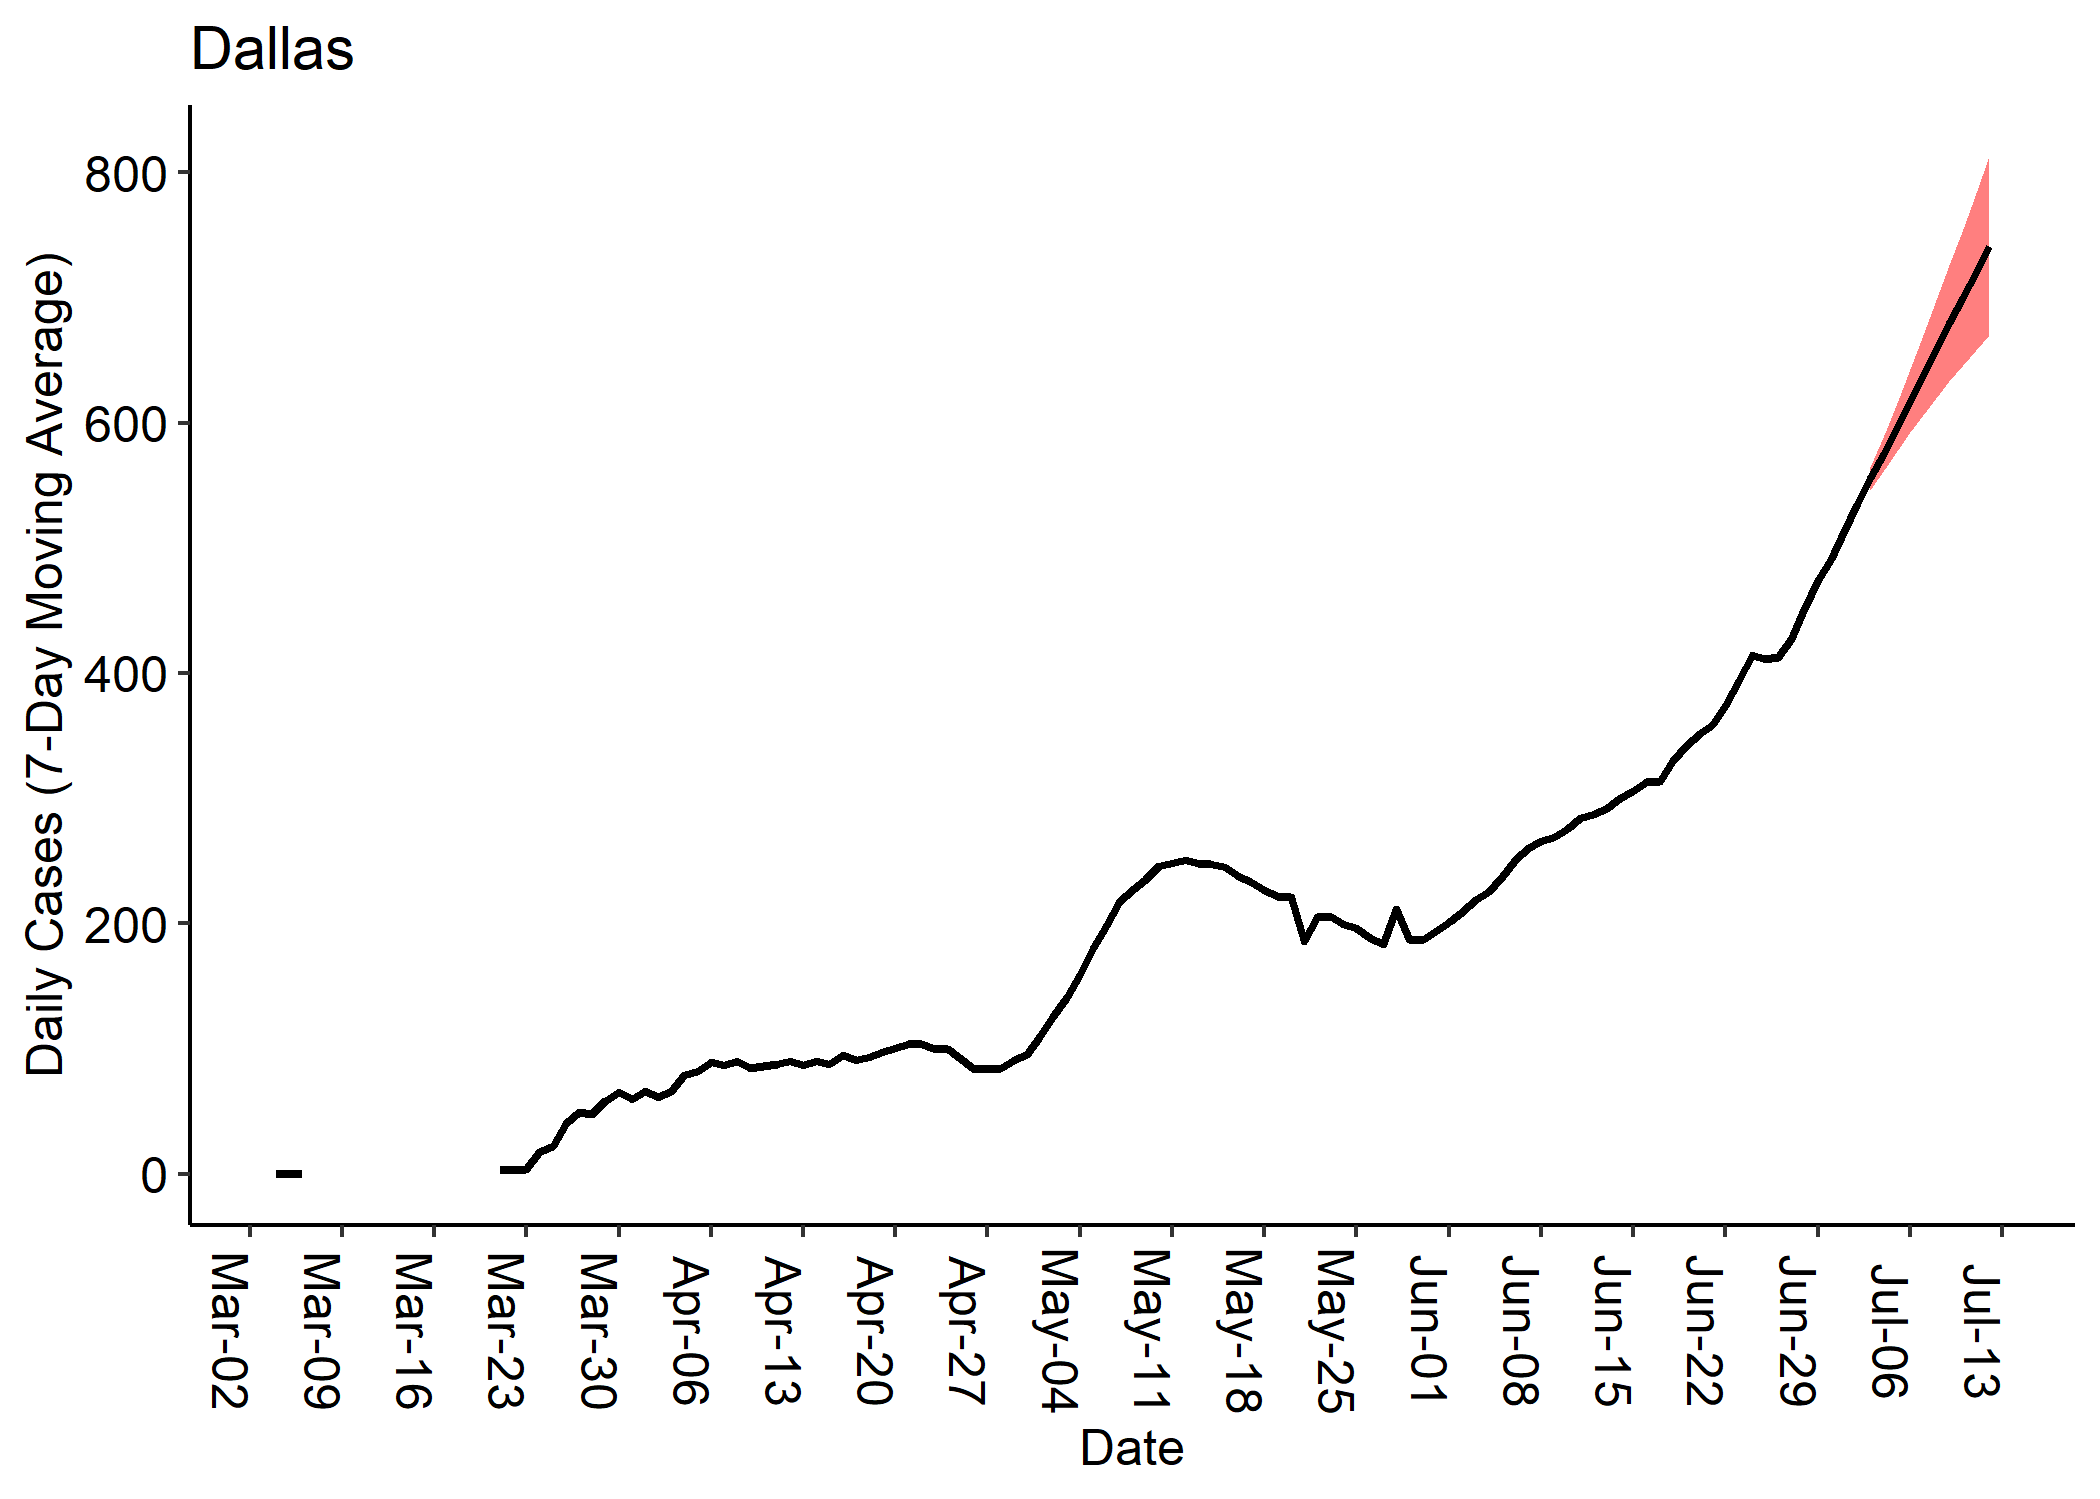 Dallas
Daily Cases (7-Day Moving Average)
800
600
400
200
0
Mar-02
Mar-09
Mar-16
Mar-23
Mar-30
Apr-06
Apr-13
Apr-20
Apr-27
May-04
May-11
May-18
May-25
Jun-01
Jun-08
Jun-15
Jun-22
Jun-29
Jul-06
Jul-13
Date